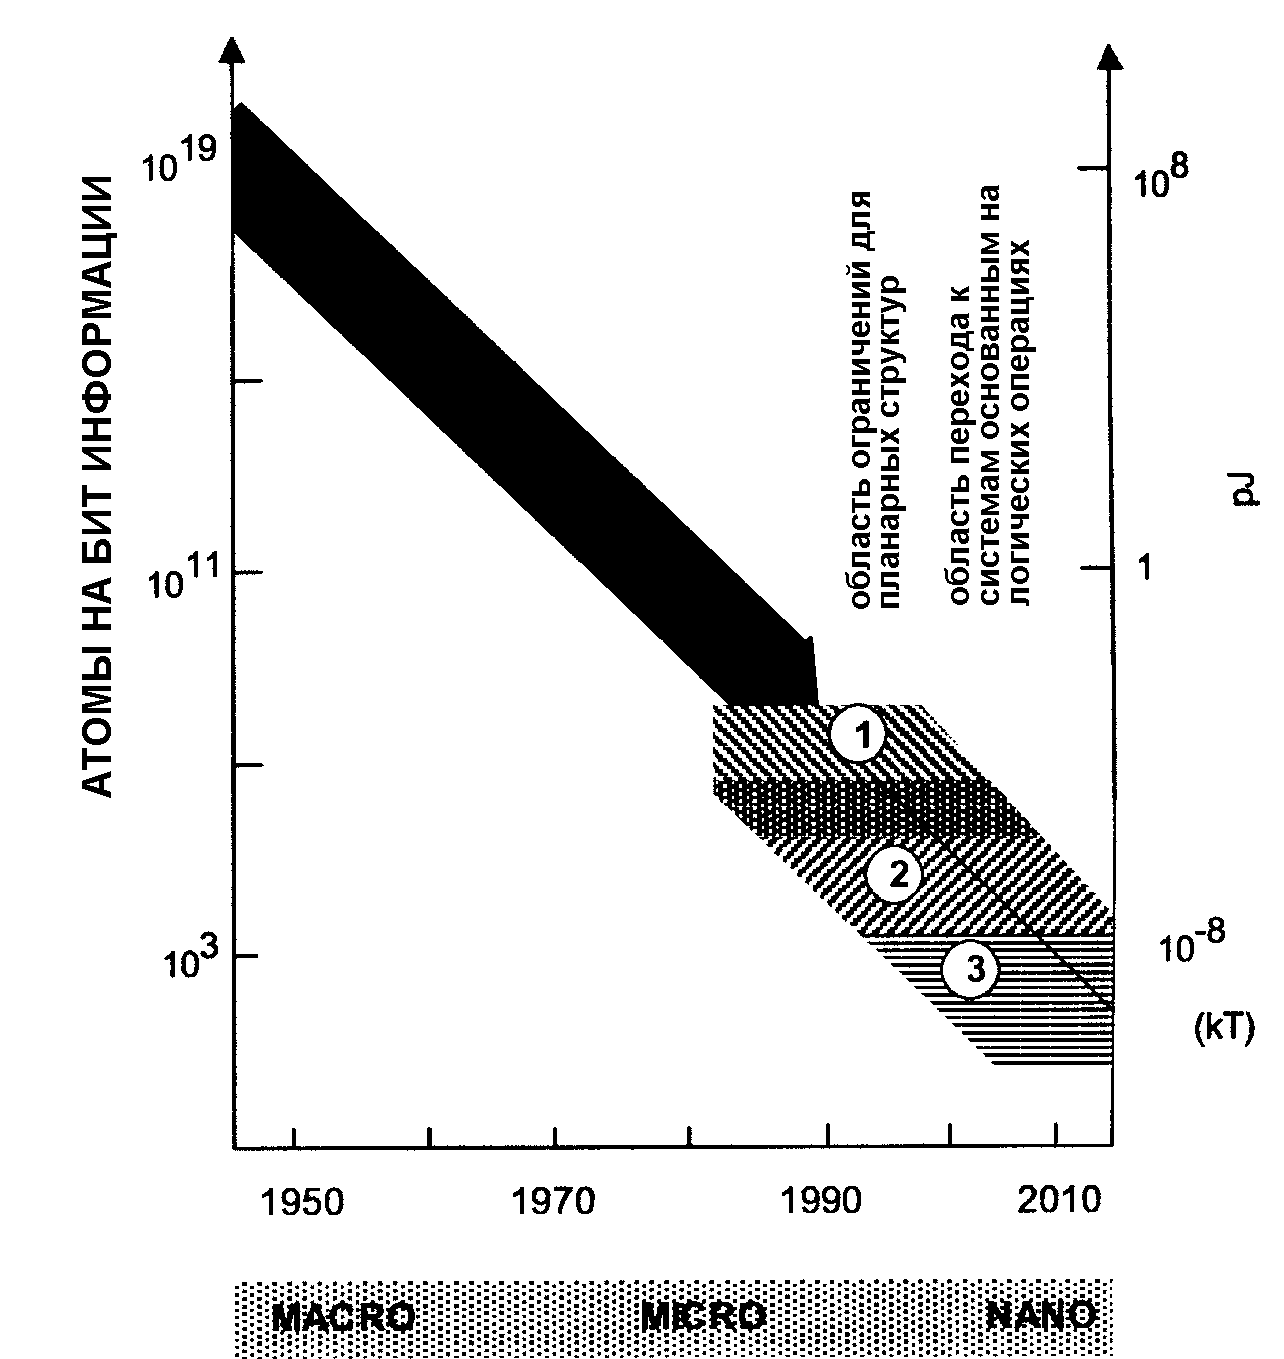 АТОМЫ НА БИТ ИНФОРМАЦИИ
10^19
10^11
10^3
область ограничений для
планарных структур
область перехода к
системам основанным на
логических операциях
10^8
1
10^-8
pJ
(kT)
1
2
3
1950 1970 1990 2010
MACRO MICRO NANO